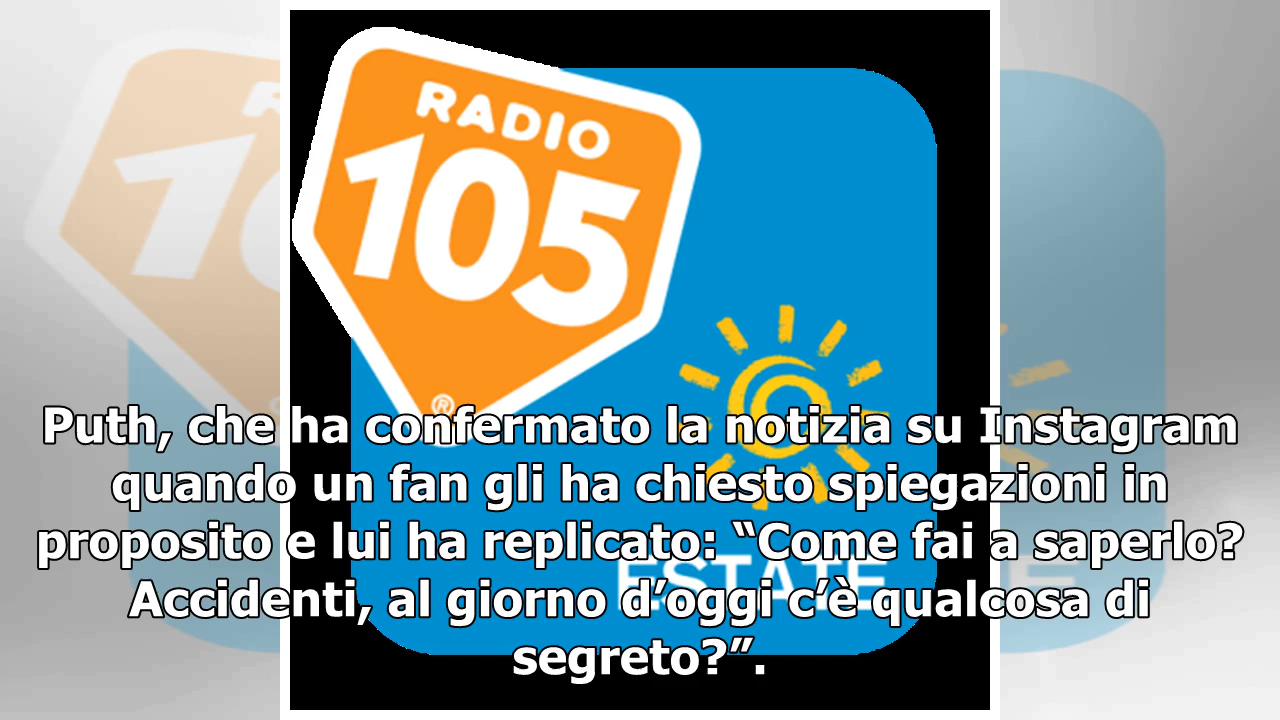 RADIO
105
®
ESTATE
Puth, che ha confermato la notizia su Instagram
quando un fan gli ha chiesto spiegazioni in
proposito e lui ha replicato: “Come fai a saperlo?
Accidenti, al giorno d’oggi c’è qualcosa di
segreto?”.